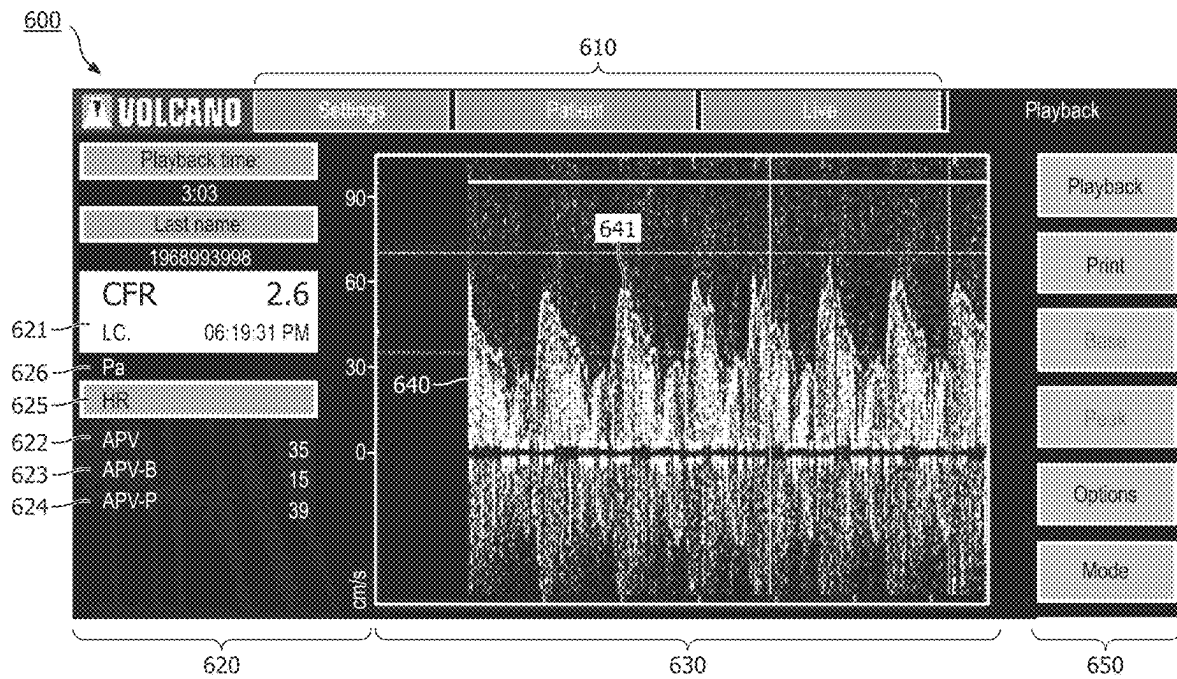 600
610
VOLCANO
Settings
Patient
Live
Playback
Playback time
3:03
Last name
1968993998
CFR 2.6
621
LC. 06:19:31 PM
626
Pa
625
HR
622
APV 35
623
APV-B 15
624
APV-P 39
90
60
30
0
cm/s
641
640
Playback
Print
Options
Mode
620
630
650